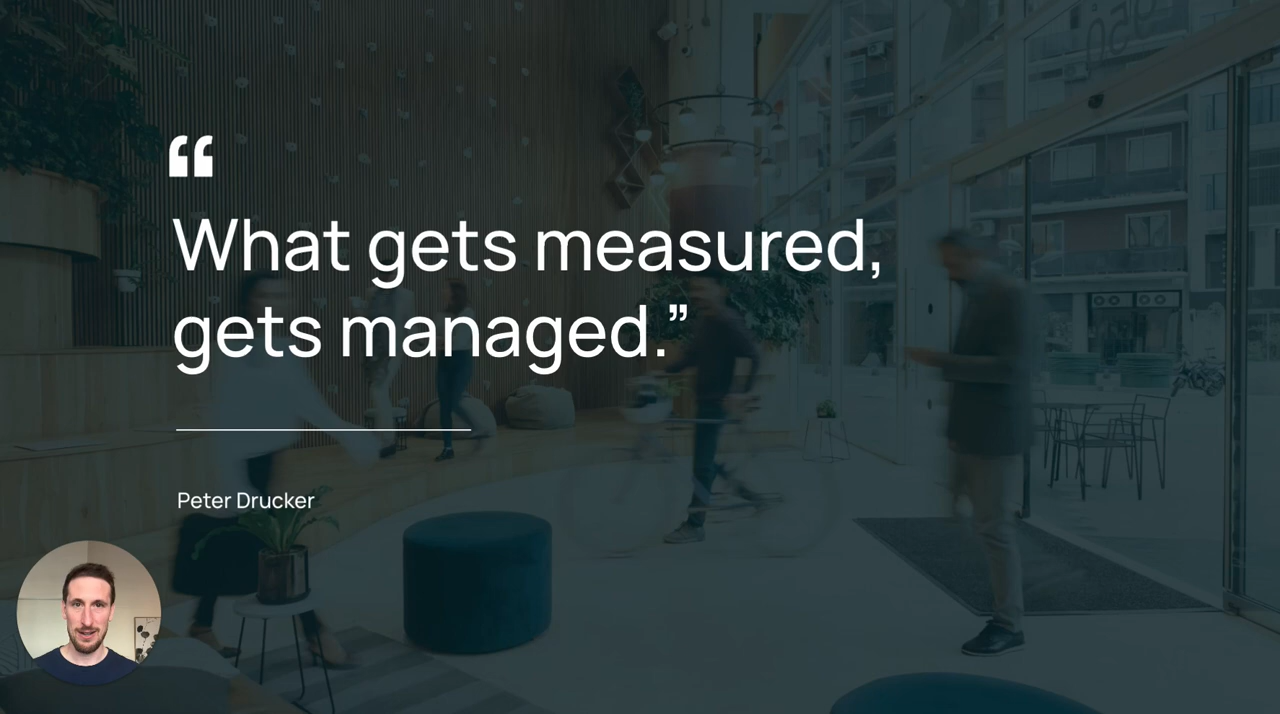 “
What gets measured,
gets managed.”
Peter Drucker